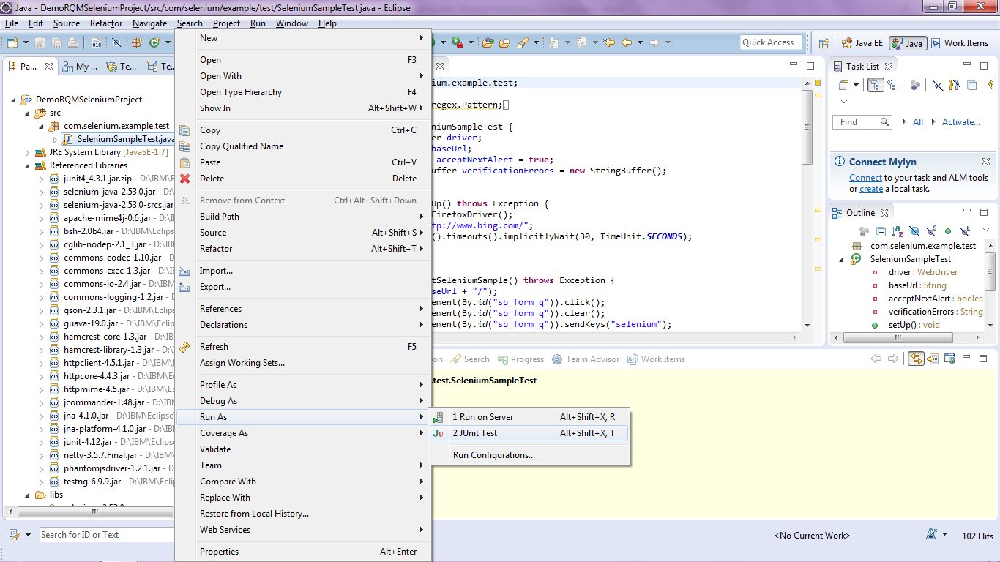 Java - DemoRQMSeleniumProject/src/com/selenium/example/test/SeleniumSampleTest.java - Eclipse
File Edit Source Refactor Navigate Search Project Run Window Help
Quick Access
Java EE
Java
Work Items
Pa...
My ...
Te...
Te...
DemoRQMSeleniumProject
src
com.selenium.example.test
SeleniumSampleTest.java
JRE System Library [JavaSE-1.7]
Referenced Libraries
junit4_4.3.1.jar.zip - D:\IBM\E
selenium-java-2.53.0.jar - D:\
selenium-java-2.53.0-srcs.jar
apache-mime4j-0.6.jar - D:\I
bsh-2.0b4.jar - D:\IBM\Eclips
cglib-nodep-2.1_3.jar - D:\IB
commons-codec-1.10.jar - D:
commons-exec-1.3.jar - D:\I
commons-io-2.4.jar - D:\IBM
commons-logging-1.2.jar - D
gson-2.3.1.jar - D:\IBM\Eclip
guava-19.0.jar - D:\IBM\Eclip
hamcrest-core-1.3.jar - D:\IB
hamcrest-library-1.3.jar - D:\
httpclient-4.5.1.jar - D:\IBM\
httpcore-4.4.3.jar - D:\IBM\E
httpmime-4.5.jar - D:\IBM\Ec
jcommander-1.48.jar - D:\IB
jna-4.1.0.jar - D:\IBM\Eclipse
jna-platform-4.1.0.jar - D:\IB
junit-4.12.jar - D:\IBM\Eclips
netty-3.5.7.Final.jar - D:\IBM
phantomjsdriver-1.2.1.jar - D
testng-6.9.9.jar - D:\IBM\Eclip
libs
Search for ID or Text
New
Open F3
Open With
Open Type Hierarchy F4
Show In Alt+Shift+W
Copy Ctrl+C
Copy Qualified Name
Paste Ctrl+V
Delete Delete
Remove from Context Ctrl+Alt+Shift+Down
Build Path
Source Alt+Shift+S
Refactor Alt+Shift+T
Import...
Export...
References
Declarations
Refresh F5
Assign Working Sets...
Profile As
Debug As
Run As
Coverage As
Validate
Team
Compare With
Replace With
Restore from Local History...
Web Services
Properties Alt+Enter
1 Run on Server Alt+Shift+X, R
2 JUnit Test Alt+Shift+X, T
Run Configurations...
ium.example.test;
regex.Pattern;
niumSampleTest {
er driver;
baseUrl;
acceptNextAlert = true;
uffer verificationErrors = new StringBuffer();
Up() throws Exception {
FirefoxDriver();
tp://www.bing.com/";
().timeouts().implicitlyWait(30, TimeUnit.SECONDS);
tSeleniumSample() throws Exception {
seUrl + "/");
ement(By.id("sb_form_q")).click();
ement(By.id("sb_form_q")).clear();
ement(By.id("sb_form_q")).sendKeys("selenium");
on Search Progress Team Advisor Work Items
test.SeleniumSampleTest
Task List
Find All Activate...
Connect Mylyn
Connect to your task and ALM tools
or create a local task.
Outline
com.selenium.example.test
SeleniumSampleTest
driver : WebDriver
baseUrl : String
acceptNextAlert : boolea
verificationErrors : String
setUp() : void
<No Current Work>
102 Hits